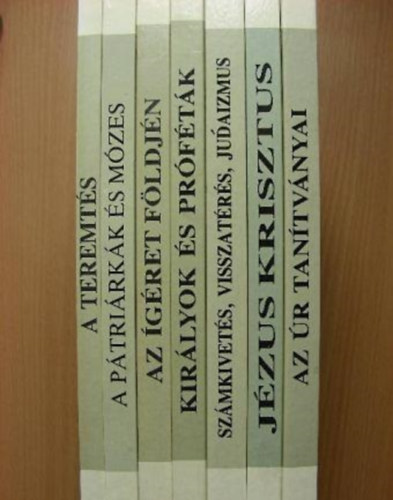 A TEREMTÉS
A PÁTRIÁRKÁK ÉS MÓZES
AZ ÍGÉRET FÖLDJÉN
KIRÁLYOK ÉS PRÓFÉTÁK
SZÁMKIVETÉS, VISSZATÉRÉS, JUDAIZMUS
JÉZUS KRISZTUS
AZ ÚR TANÍTVÁNYAI